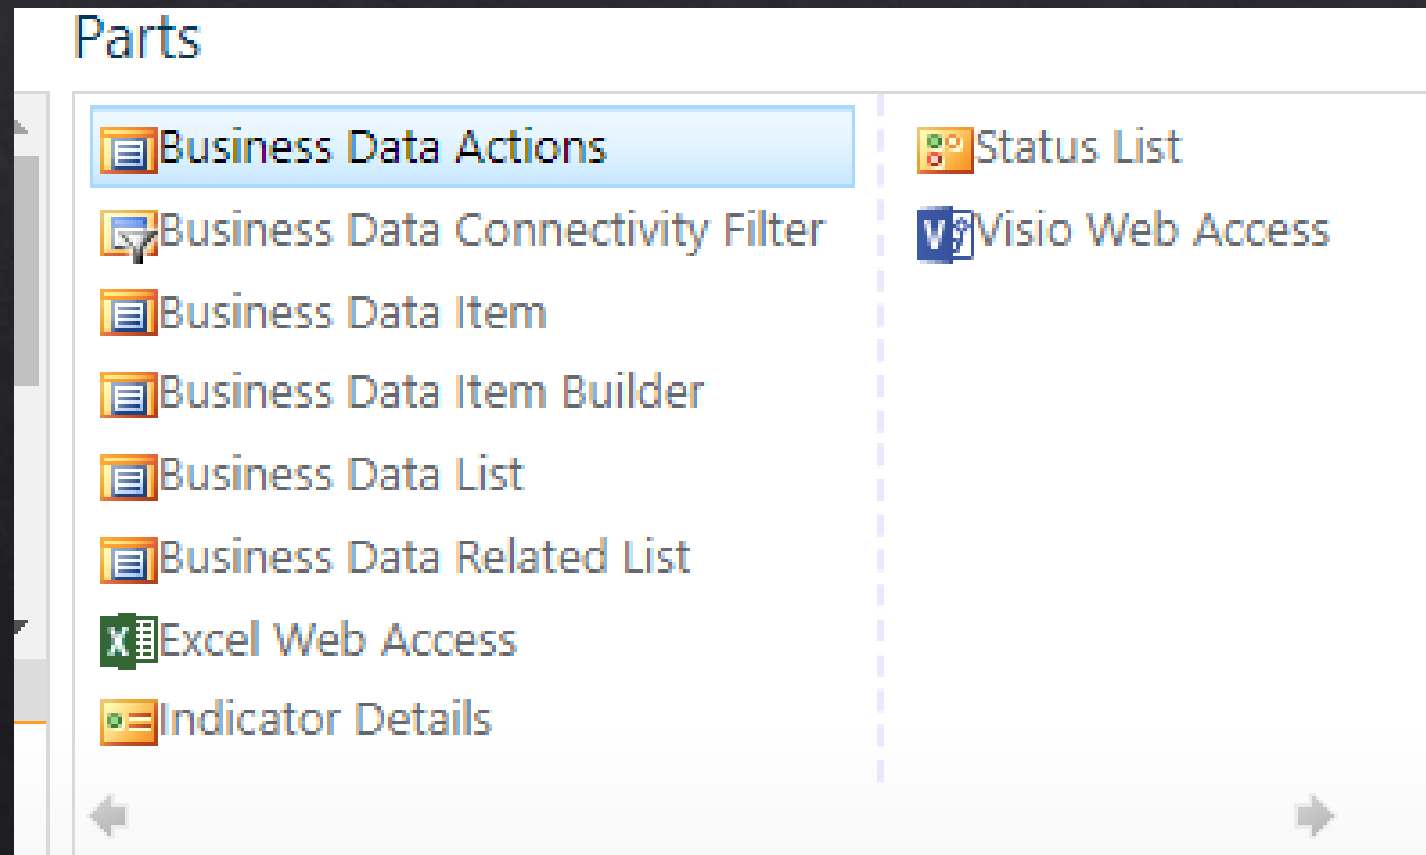 Parts
Business Data Actions
Business Data Connectivity Filter
Business Data Item
Business Data Item Builder
Business Data List
Business Data Related List
Excel Web Access
Indicator Details
Status List
Visio Web Access